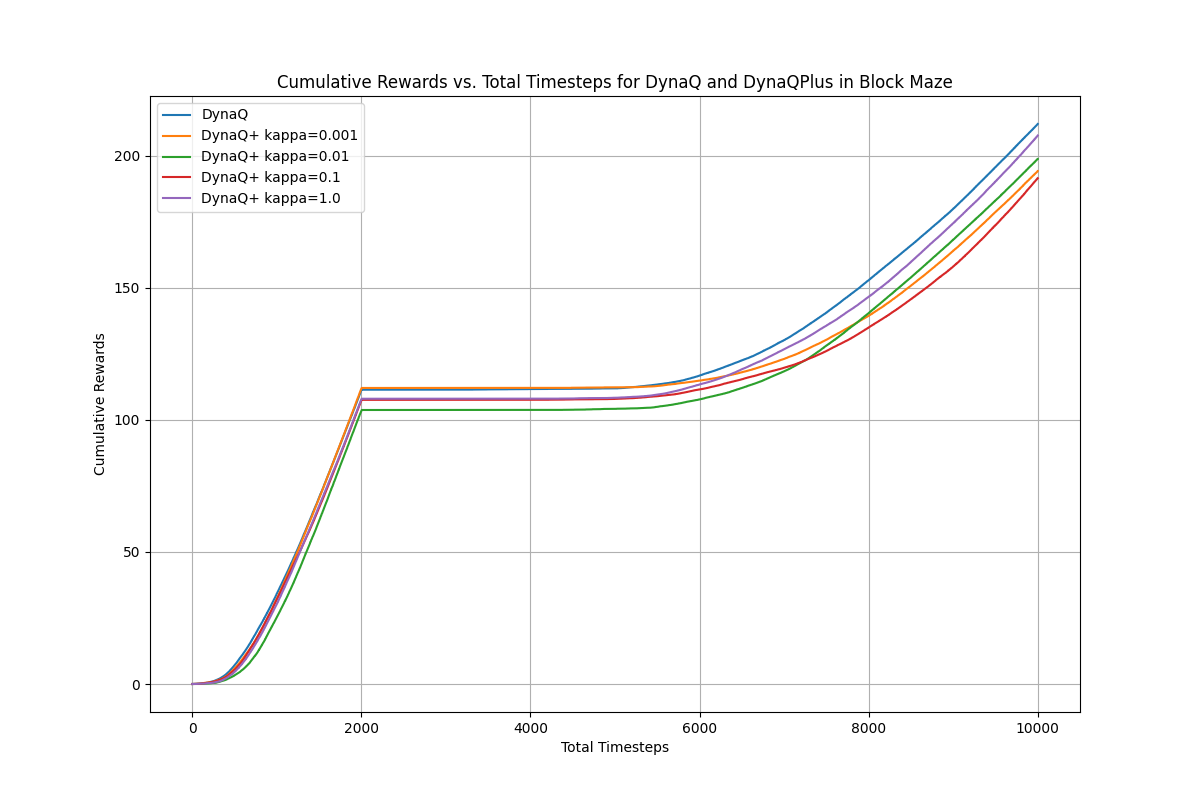 Cumulative Rewards vs. Total Timesteps for DynaQ and DynaQPlus in Block Maze
DynaQ
DynaQ+ kappa=0.001
DynaQ+ kappa=0.01
DynaQ+ kappa=0.1
DynaQ+ kappa=1.0
200
150
100
50
0
Cumulative Rewards
0 2000 4000 6000 8000 10000
Total Timesteps